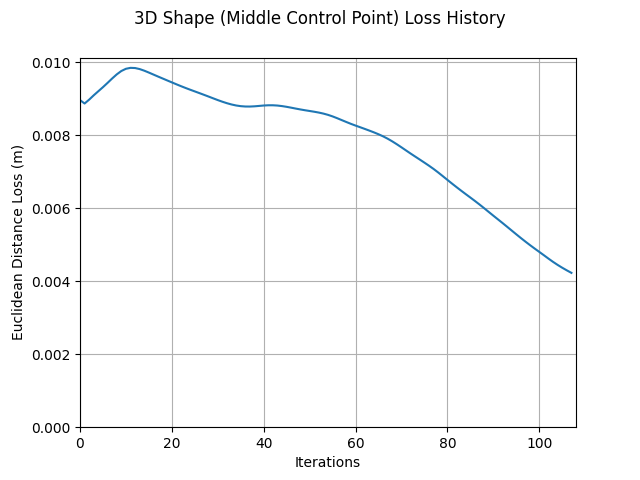 3D Shape (Middle Control Point) Loss History
0.010
0.008
0.006
0.004
0.002
0.000
Euclidean Distance Loss (m)
0 20 40 60 80 100
Iterations